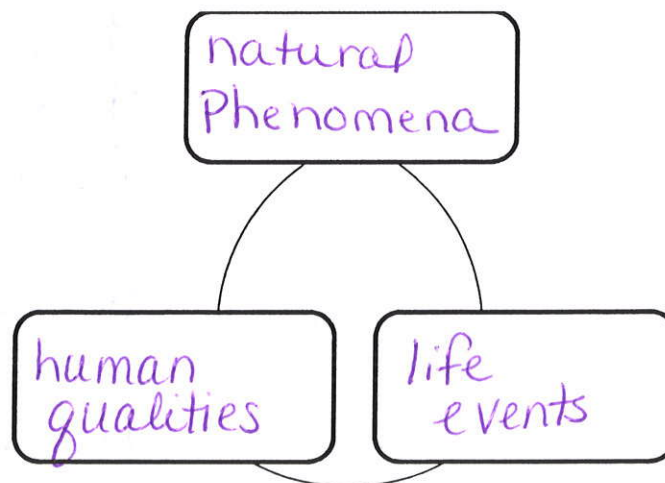 natural
Phenomena
human
qualities
life
events